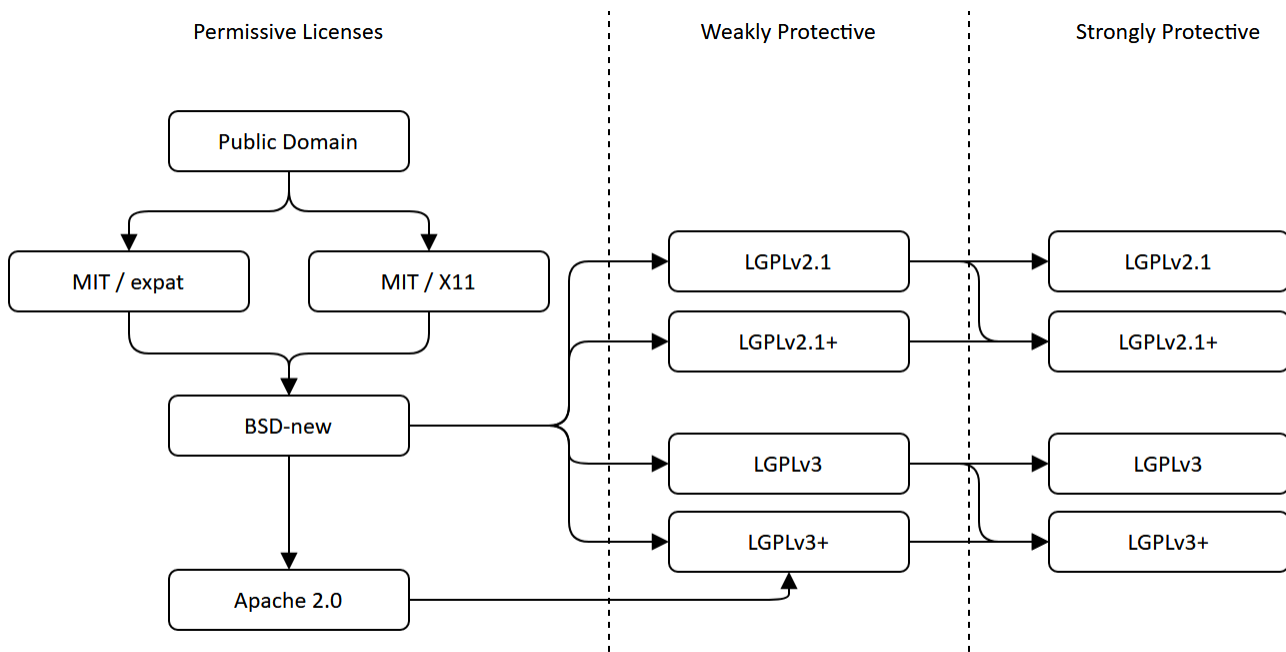 Permissive Licenses
Weakly Protective
Strongly Protective
Public Domain
MIT / expat
MIT / X11
BSD-new
Apache 2.0
LGPLv2.1
LGPLv2.1+
LGPLv3
LGPLv3+
LGPLv2.1
LGPLv2.1+
LGPLv3
LGPLv3+